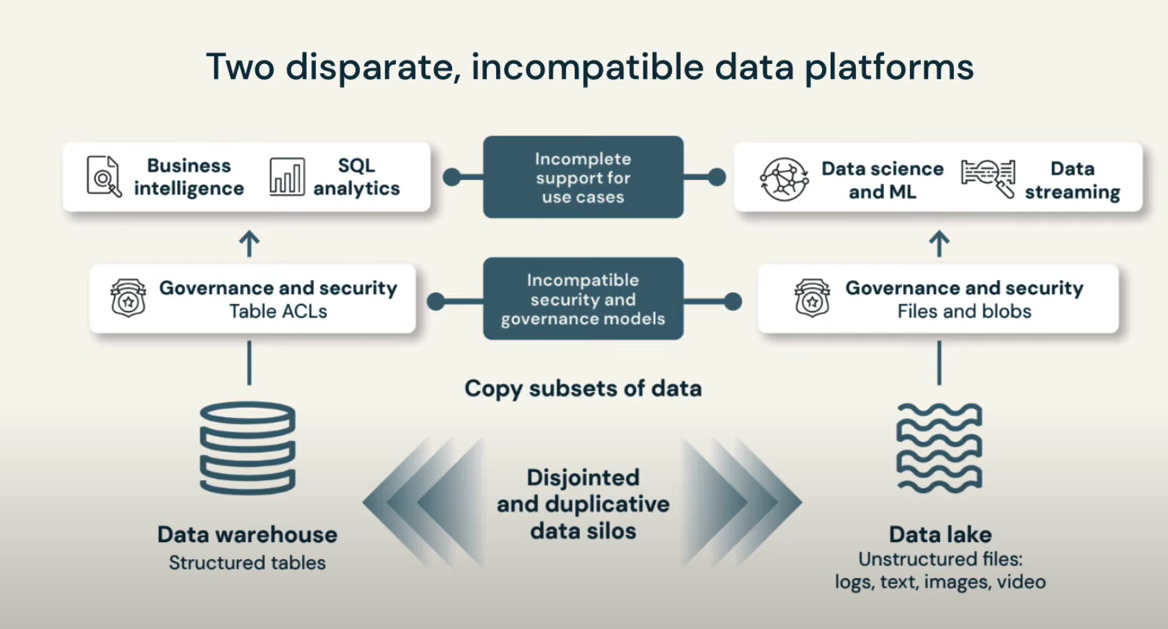 Two disparate, incompatible data platforms
Business
intelligence
SQL
analytics
Incomplete
support for
use cases
Data science
and ML
Data
streaming
Governance and security
Table ACLs
Incompatible
security and
governance models
Governance and security
Files and blobs
Copy subsets of data
Disjointed
and duplicative
data silos
Data warehouse
Structured tables
Data lake
Unstructured files:
logs, text, images, video